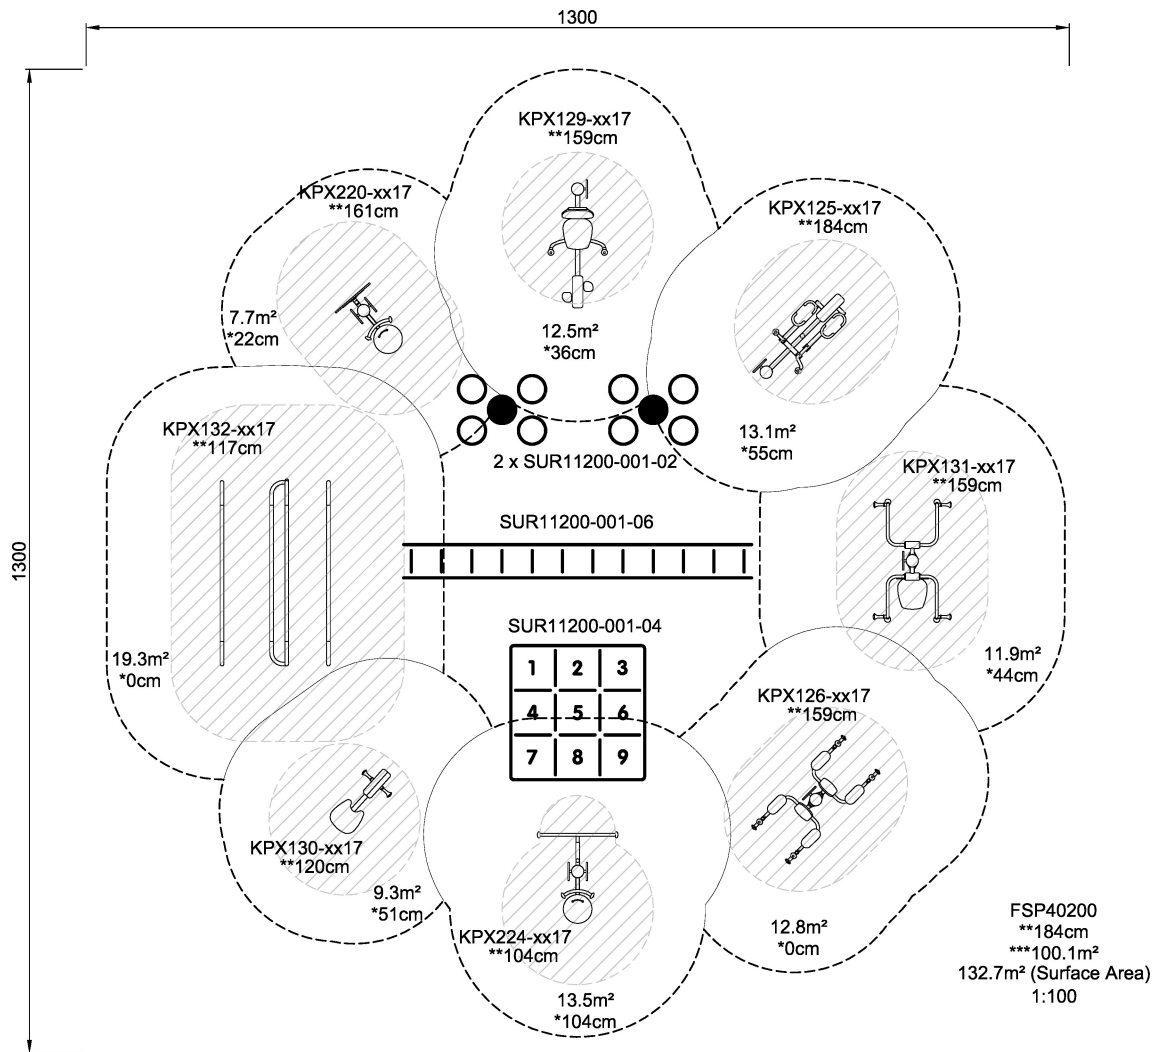 1300
KPX129-xx17
**159cm
KPX220-xx17
**161cm
KPX125-xx17
**184cm
7.7m²
*22cm
12.5m²
*36cm
KPX132-xx17
**117cm
13.1m²
*55cm
2 x SUR11200-001-02
KPX131-xx17
**159cm
SUR11200-001-06
1300
SUR11200-001-04
1 2 3
4 5 6
7 8 9
19.3m²
*0cm
11.9m²
*44cm
KPX126-xx17
**159cm
KPX130-xx17
**120cm
9.3m²
*51cm
KPX224-xx17
**104cm
12.8m²
*0cm
13.5m²
*104cm
FSP40200
**184cm
***100.1m²
132.7m² (Surface Area)
1:100